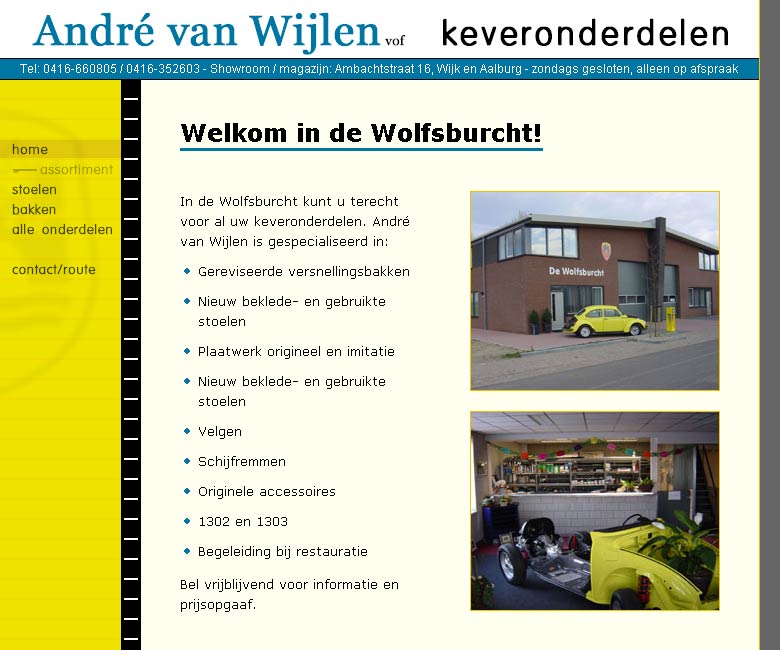 André van Wijlen vof keveronderdelen
Tel: 0416-660805 / 0416-352603 - Showroom / magazijn: Ambachtstraat 16, Wijk en Aalburg - zondags gesloten, alleen op afspraak
home
assortiment
stoelen
bakken
alle onderdelen
contact/route
Welkom in de Wolfsburcht!
In de Wolfsburcht kunt u terecht
voor al uw keveronderdelen. André
van Wijlen is gespecialiseerd in:
Gereviseerde versnellingsbakken
Nieuw beklede- en gebruikte
stoelen
Plaatwerk origineel en imitatie
Nieuw beklede- en gebruikte
stoelen
Velgen
Schijfremmen
Originele accessoires
1302 en 1303
Begeleiding bij restauratie
Bel vrijblijvend voor informatie en
prijsopgaaf.
De Wolfsburcht